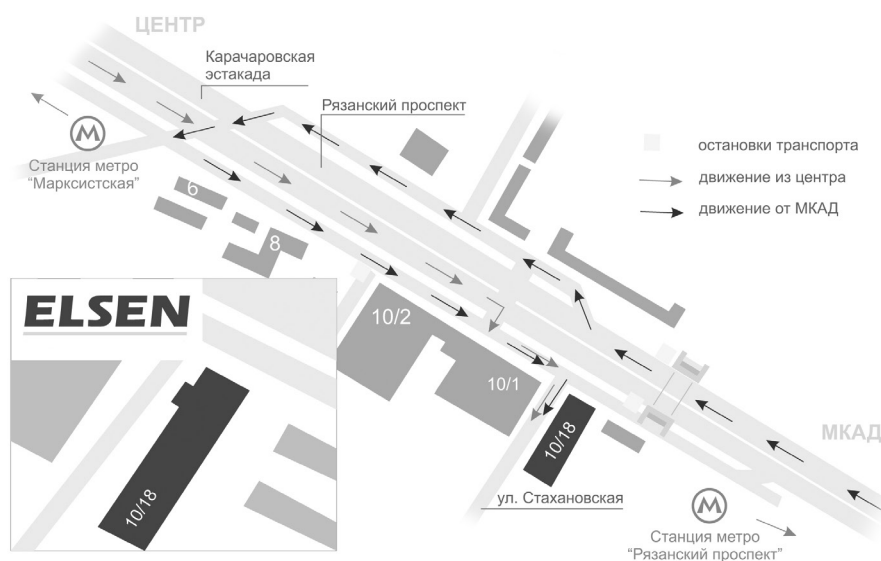 ЦЕНТР
Карачаровская
эстакада
Рязанский проспект
М
Станция метро
“Марксистская”
остановки транспорта
движение из центра
движение от МКАД
6
8
ELSEN
10/2
10/1
10/18
10/18
МКАД
ул. Стахановская
М
Станция метро
“Рязанский проспект”